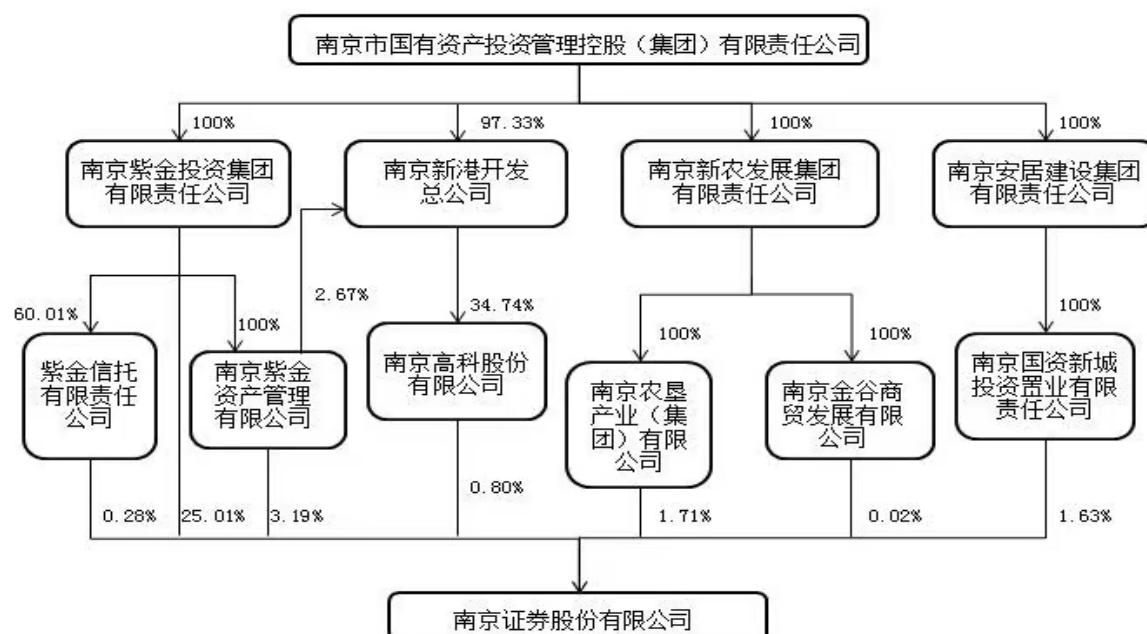 南京市国有资产投资管理控股（集团）有限责任公司
100%
97.33%
100%
100%
南京紫金投资集团
有限责任公司
南京新港开发
总公司
南京新农发展集团
有限责任公司
南京安居建设集团
有限责任公司
60.01%
100%
2.67%
34.74%
100%
100%
100%
紫金信托
有限责任
公司
南京紫金
资产管理
有限公司
南京高科股份
有限公司
南京农垦
产业（集
团）有限
公司
南京金谷商
贸发展有限
公司
南京国资新城
投资置业有限
责任公司
0.28%
25.01%
3.19%
0.80%
1.71%
0.02%
1.63%
南京证券股份有限公司